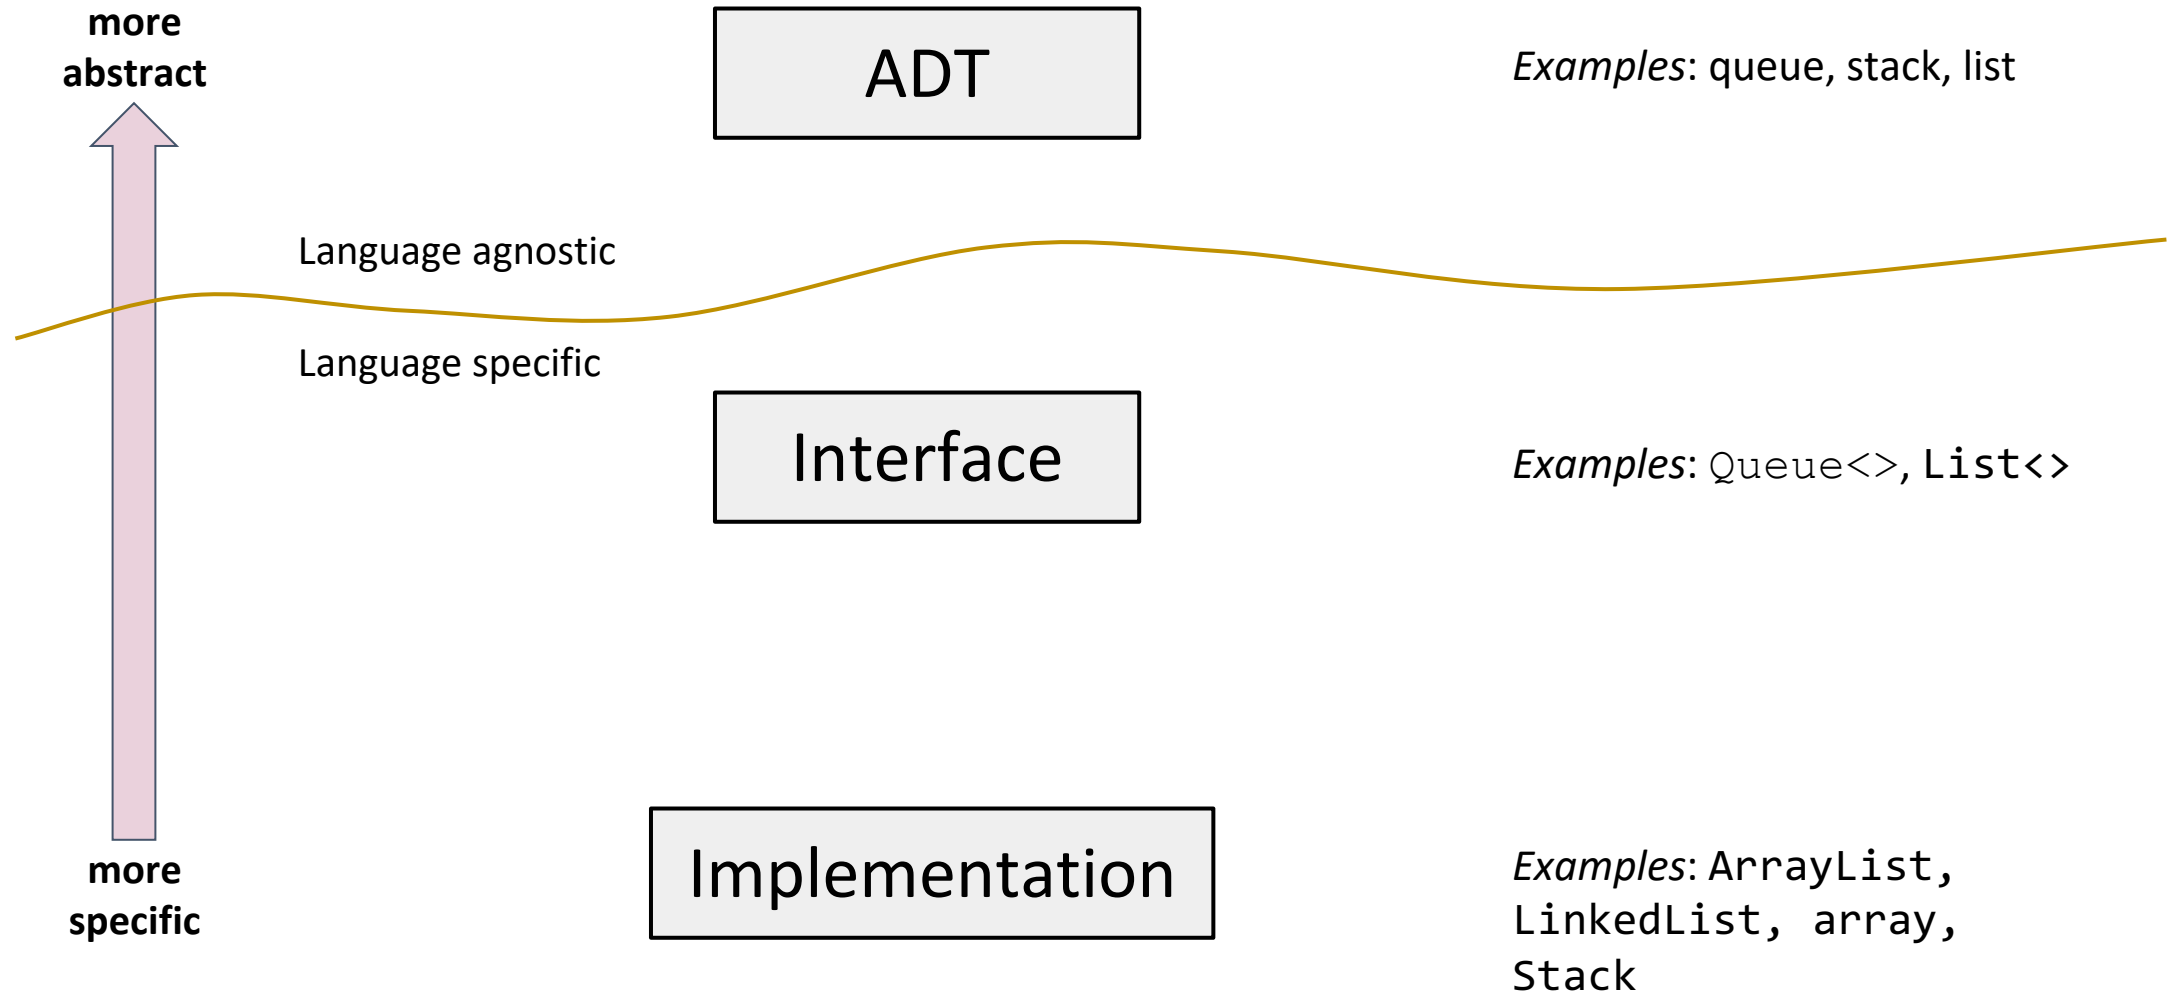 more
abstract
ADT
Examples: queue, stack, list
Language agnostic
Language specific
Interface
Examples: Queue<>, List<>
more
specific
Implementation
Examples: ArrayList,
LinkedList, array,
Stack